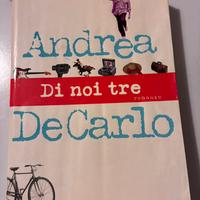 Andrea
Di noi tre
romanzo
De Carlo